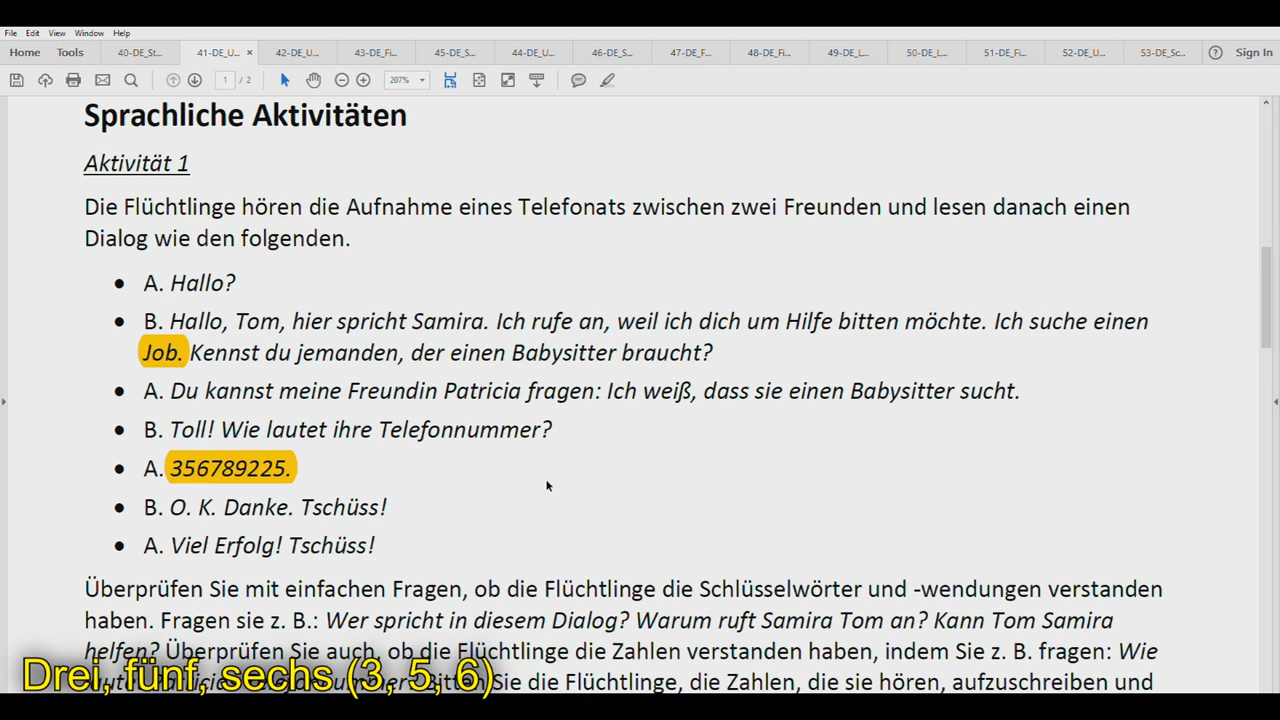 File Edit View Window Help
Home Tools 40-DE_St... 41-DE_U... × 42-DE_U... 43-DE_Fi... 45-DE_S... 44-DE_U... 46-DE_S... 47-DE_F... 48-DE_Fi... 49-DE_L... 50-DE_L... 51-DE_Fi... 52-DE_U... 53-DE_Sc... Sign In
1 / 2 207%
Sprachliche Aktivitäten
Aktivität 1
Die Flüchtlinge hören die Aufnahme eines Telefonats zwischen zwei Freunden und lesen danach einen
Dialog wie den folgenden.
• A. Hallo?
• B. Hallo, Tom, hier spricht Samira. Ich rufe an, weil ich dich um Hilfe bitten möchte. Ich suche einen
Job. Kennst du jemanden, der einen Babysitter braucht?
• A. Du kannst meine Freundin Patricia fragen: Ich weiß, dass sie einen Babysitter sucht.
• B. Toll! Wie lautet ihre Telefonnummer?
• A. 356789225.
• B. O. K. Danke. Tschüss!
• A. Viel Erfolg! Tschüss!
Überprüfen Sie mit einfachen Fragen, ob die Flüchtlinge die Schlüsselwörter und -wendungen verstanden
haben. Fragen sie z. B.: Wer spricht in diesem Dialog? Warum ruft Samira Tom an? Kann Tom Samira
helfen? Überprüfen Sie auch, ob die Flüchtlinge die Zahlen verstanden haben, indem Sie z. B. fragen: Wie
Sie die Flüchtlinge, die Zahlen, die sie hören, aufzuschreiben und
Drei, fünf, sechs (3, 5, 6)